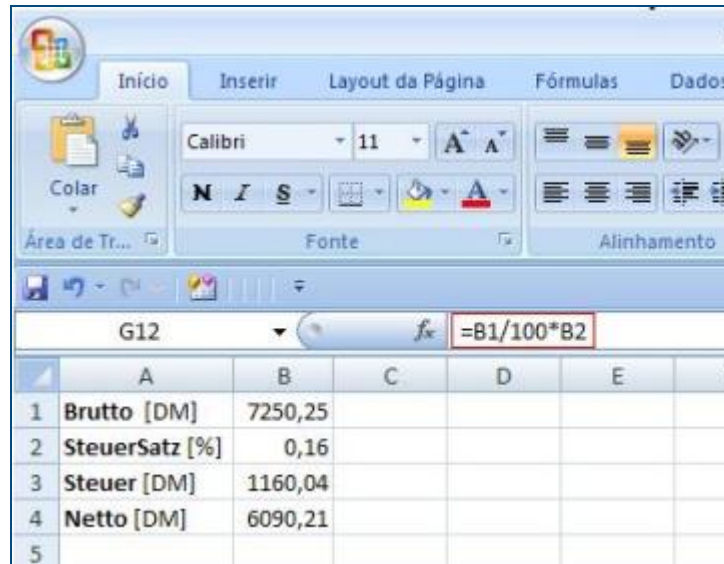 Início Inserir Layout da Página Fórmulas Dados
Calibri 11 A A
Colar
N I S A
Área de Tr... Fonte Alinhamento
G12 fx =B1/100*B2
A B C D E
1 Brutto [DM] 7250,25
2 SteuerSatz [%] 0,16
3 Steuer [DM] 1160,04
4 Netto [DM] 6090,21
5